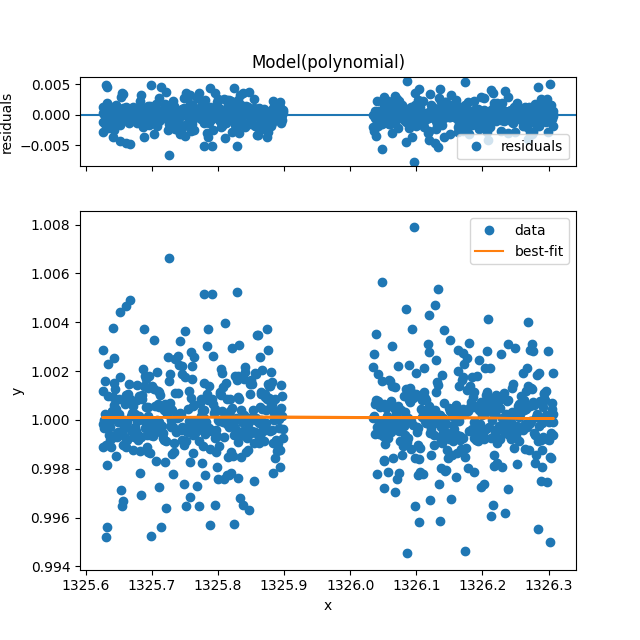 Model(polynomial)
residuals
0.005
0.000
−0.005
residuals
y
1.008
1.006
1.004
1.002
1.000
0.998
0.996
0.994
data
best-fit
1325.6 1325.7 1325.8 1325.9 1326.0 1326.1 1326.2 1326.3
x